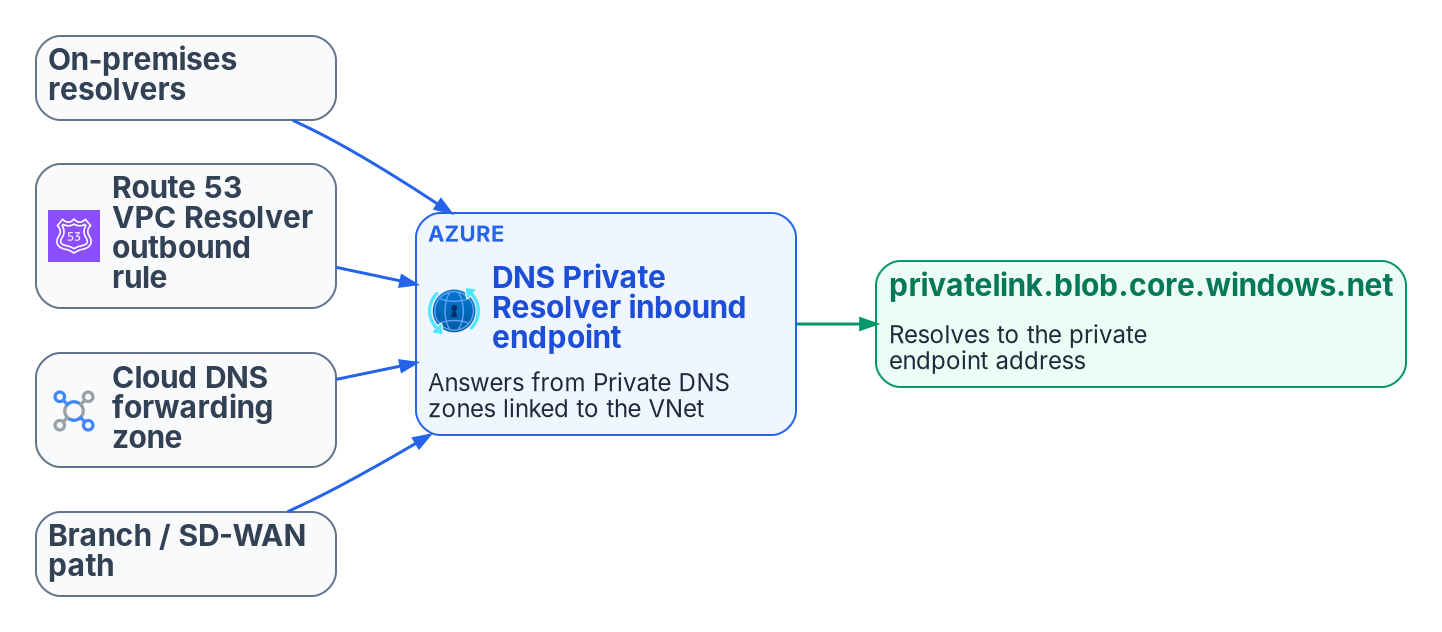 On-premises
resolvers
Route 53
VPC Resolver
outbound
rule
53
Cloud DNS
forwarding
zone
Branch / SD-WAN
path
AZURE
DNS Private
Resolver inbound
endpoint
Answers from Private DNS
zones linked to the VNet
privatelink.blob.core.windows.net
Resolves to the private
endpoint address